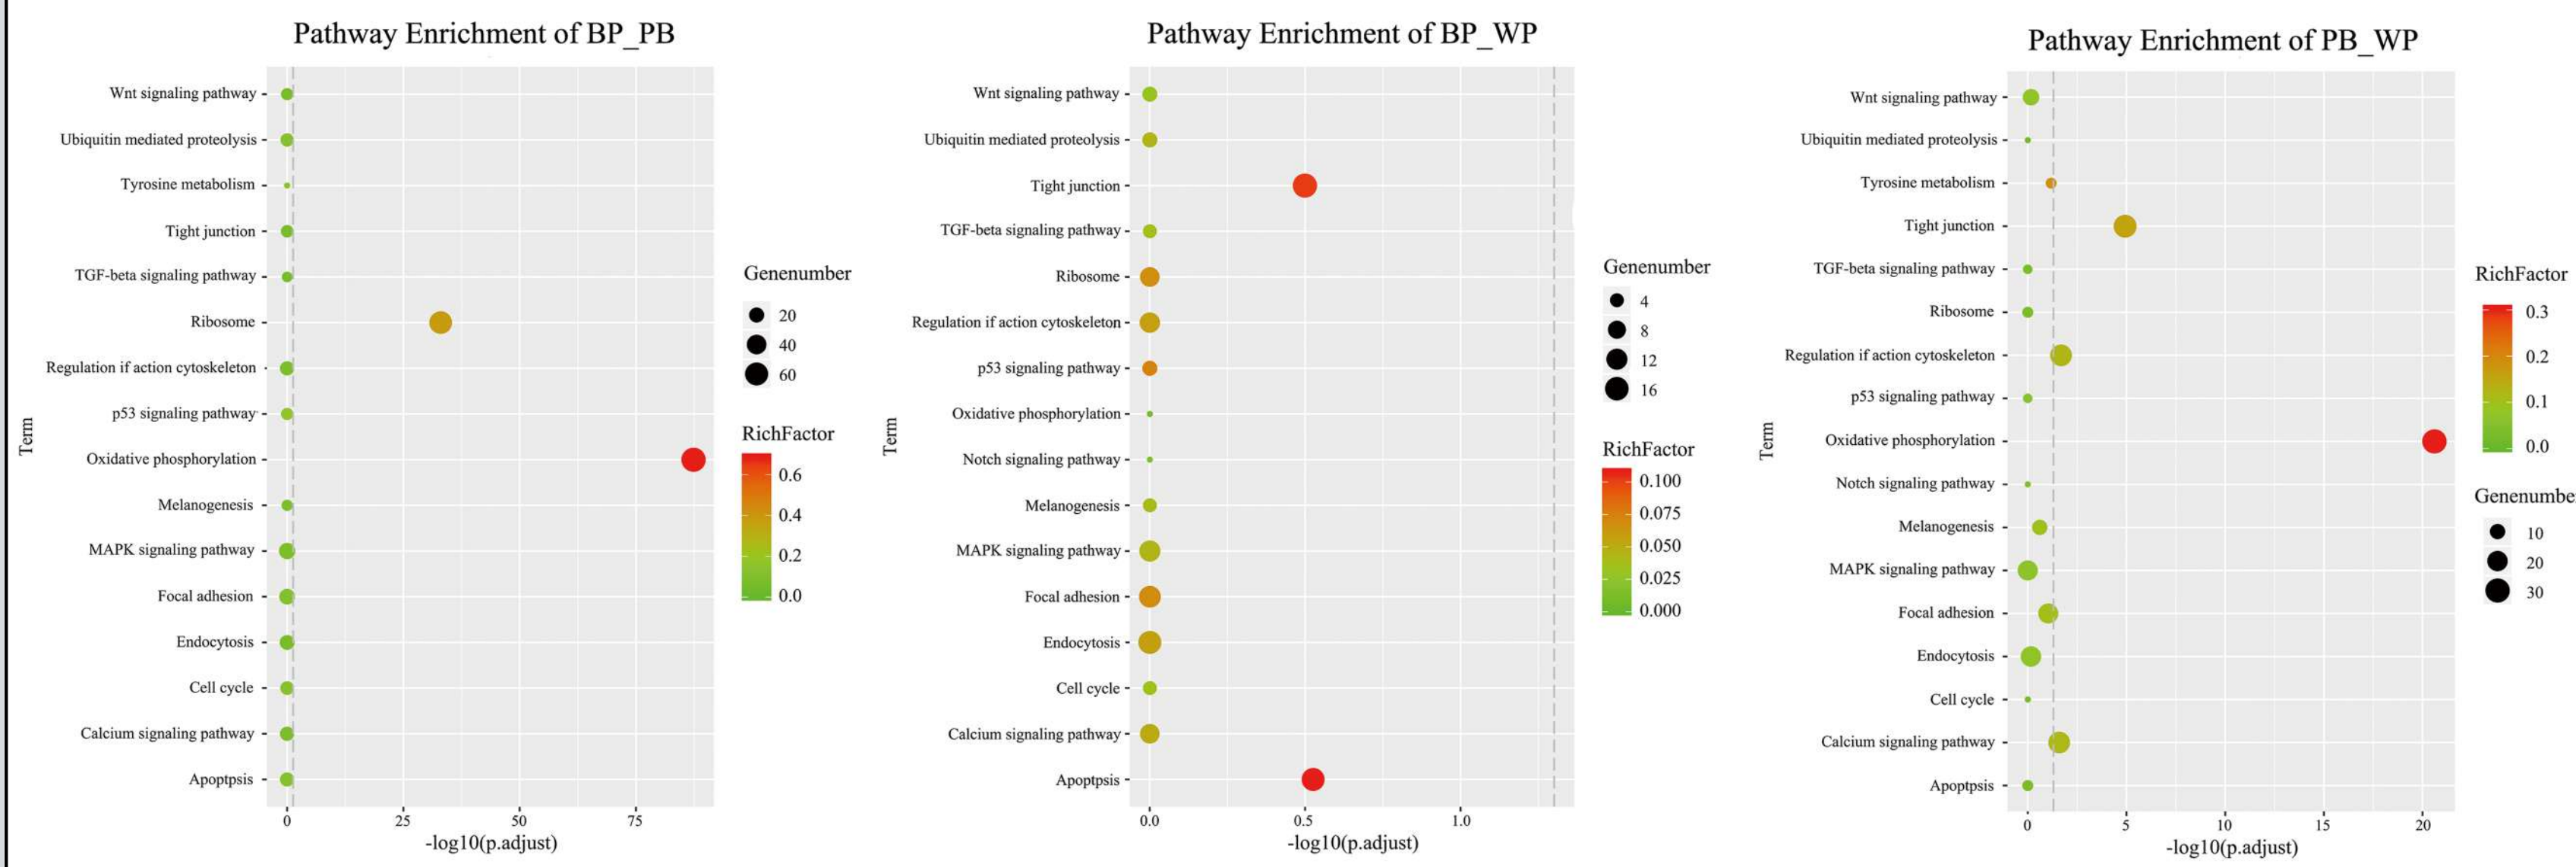 Pathway Enrichment of BP_PB
Wnt signaling pathway
Ubiquitin mediated proteolysis
Tyrosine metabolism
Tight junction
TGF-beta signaling pathway
Ribosome
Regulation if action cytoskeleton
p53 signaling pathway
Oxidative phosphorylation
Melanogenesis
MAPK signaling pathway
Focal adhesion
Endocytosis
Cell cycle
Calcium signaling pathway
Apoptpsis
Term
0 25 50 75
-log10(p.adjust)
Genenumber
20
40
60
RichFactor
0.6
0.4
0.2
0.0
Pathway Enrichment of BP_WP
Wnt signaling pathway
Ubiquitin mediated proteolysis
Tight junction
TGF-beta signaling pathway
Ribosome
Regulation if action cytoskeleton
p53 signaling pathway
Oxidative phosphorylation
Notch signaling pathway
Melanogenesis
MAPK signaling pathway
Focal adhesion
Endocytosis
Cell cycle
Calcium signaling pathway
Apoptpsis
Term
0.0 0.5 1.0
-log10(p.adjust)
Genenumber
4
8
12
16
RichFactor
0.100
0.075
0.050
0.025
0.000
Pathway Enrichment of PB_WP
Wnt signaling pathway
Ubiquitin mediated proteolysis
Tyrosine metabolism
Tight junction
TGF-beta signaling pathway
Ribosome
Regulation if action cytoskeleton
p53 signaling pathway
Oxidative phosphorylation
Notch signaling pathway
Melanogenesis
MAPK signaling pathway
Focal adhesion
Endocytosis
Cell cycle
Calcium signaling pathway
Apoptpsis
Term
0 5 10 15 20
-log10(p.adjust)
RichFactor
0.3
0.2
0.1
0.0
Genenumbe
10
20
30